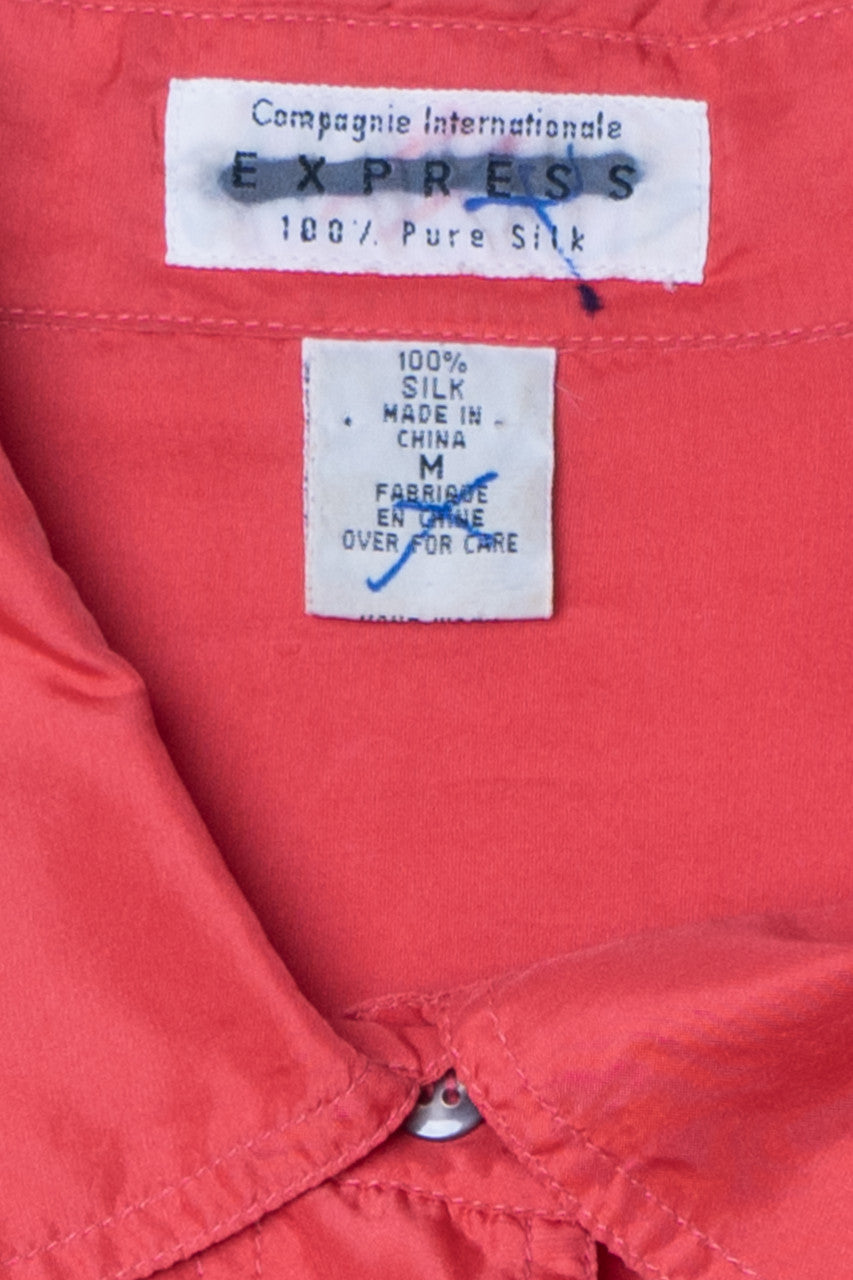 Compagnie Internationale
EXPRESS
100% Pure Silk
100%
SILK
MADE IN
CHINA
M
FABRIQUE
EN CHINE
OVER FOR CARE